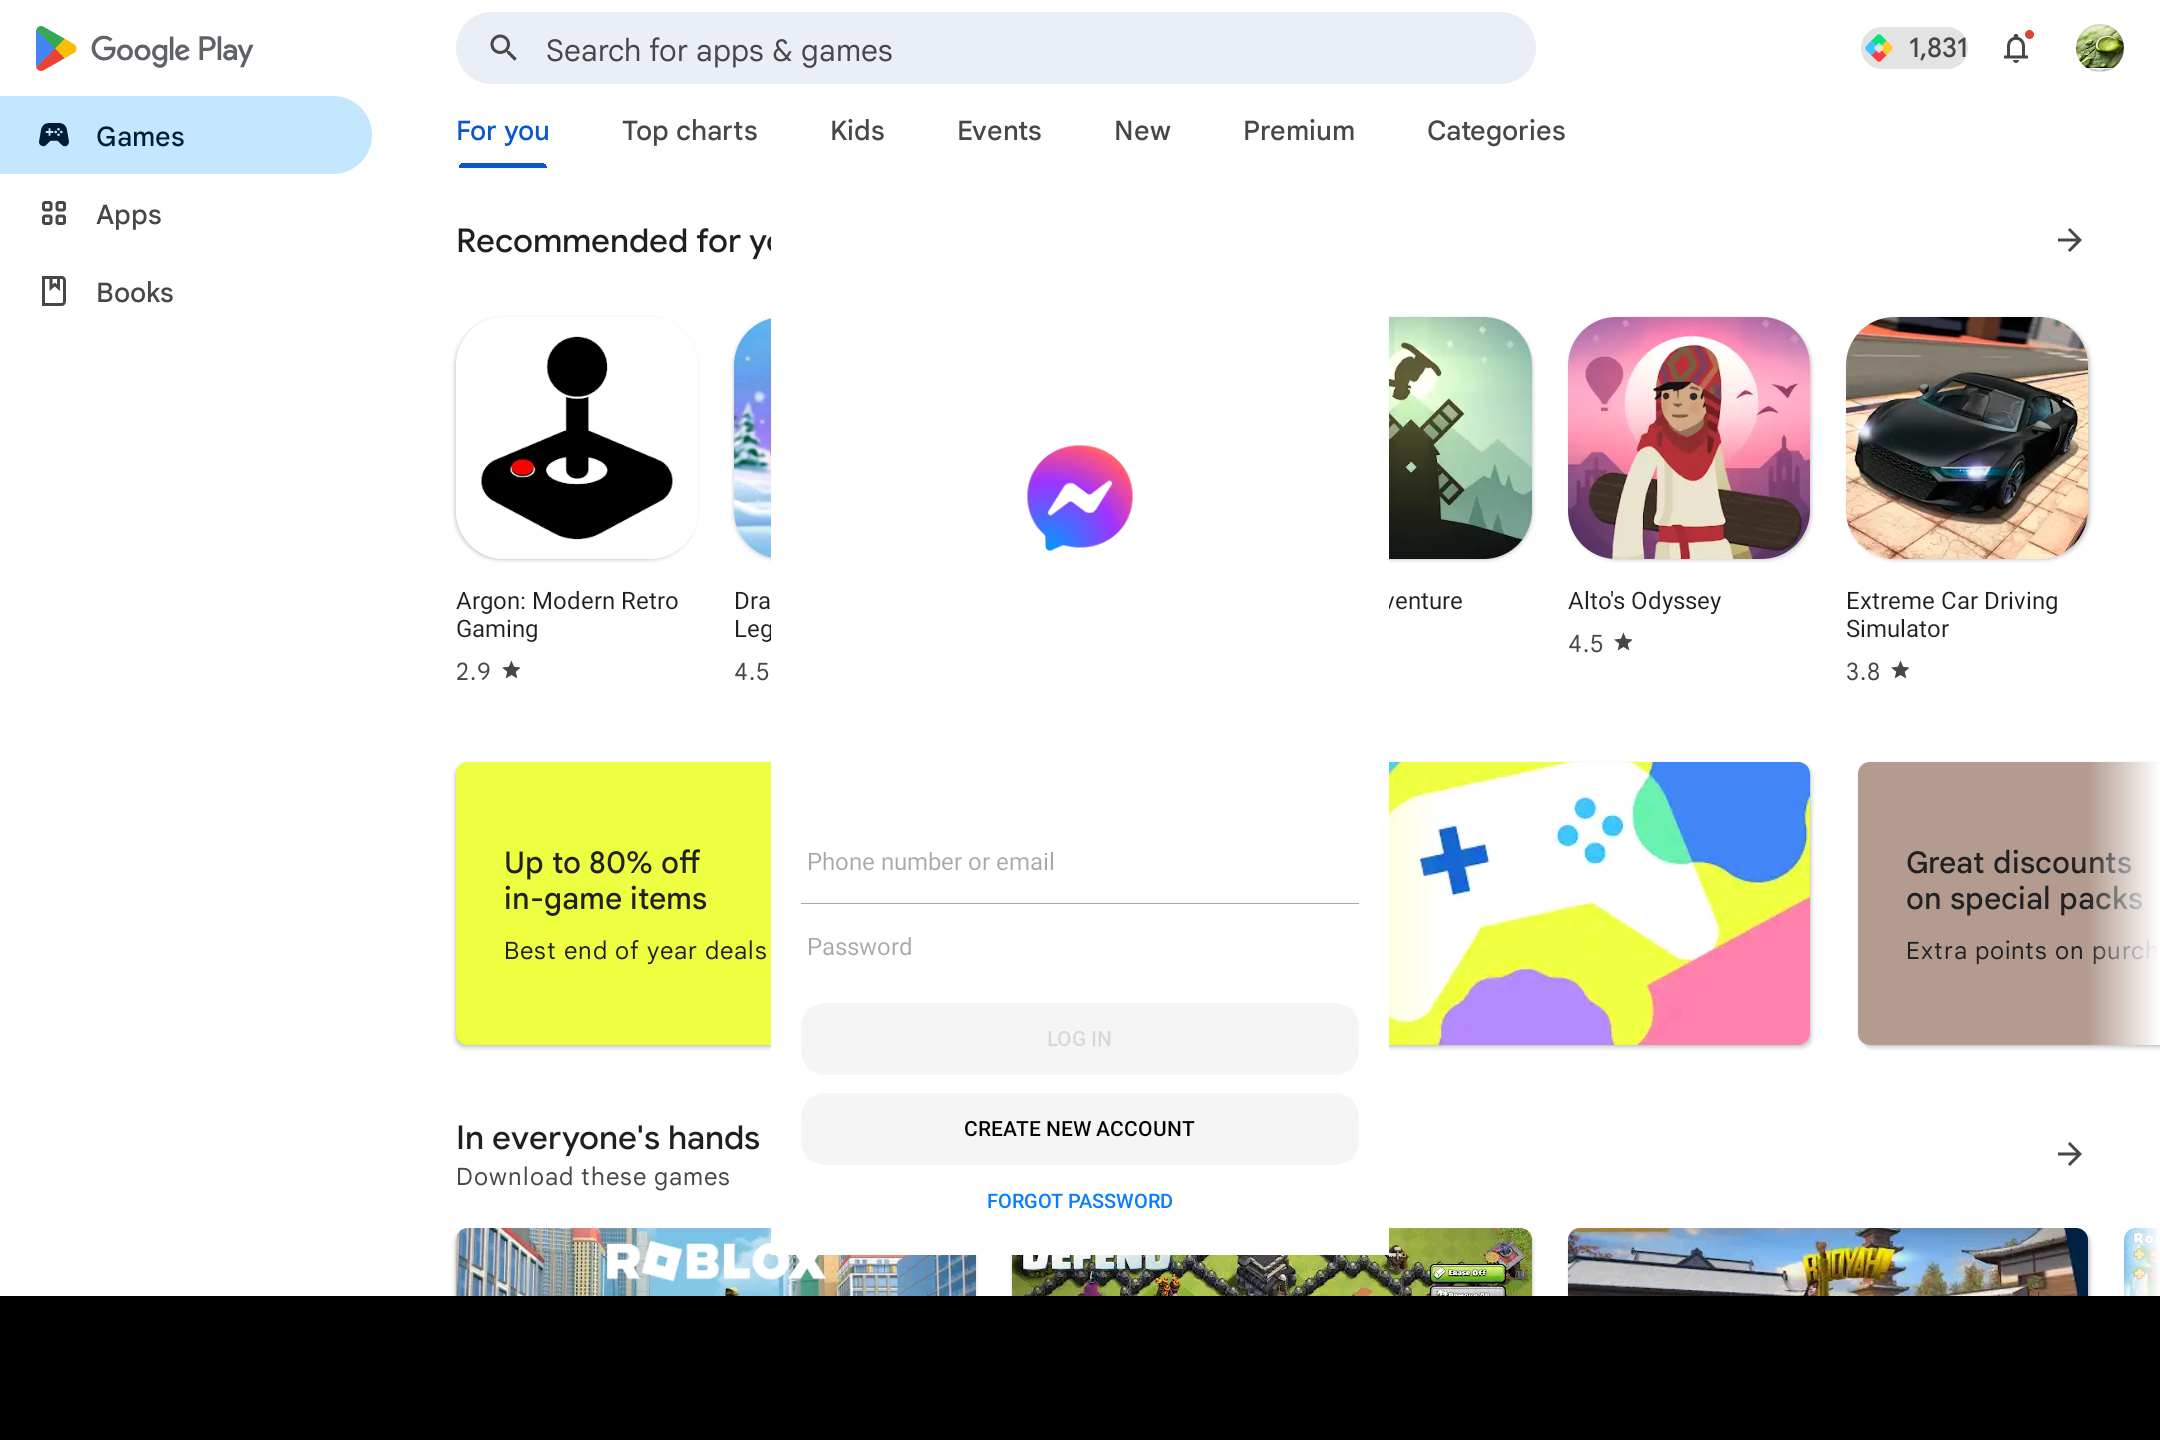 Google Play
Search for apps & games
1,831
Games
Apps
Books
For you
Top charts
Kids
Events
New
Premium
Categories
Recommended for yo
Argon: Modern Retro
Gaming
2.9
Dra
Leg
4.5
venture
Alto's Odyssey
4.5
Extreme Car Driving
Simulator
3.8
Up to 80% off
in-game items
Best end of year deals
Phone number or email
Password
LOG IN
CREATE NEW ACCOUNT
FORGOT PASSWORD
Great discounts
on special packs
Extra points on purch
In everyone's hands
Download these games
ROBLOX
DEFEND
BOOYAH!